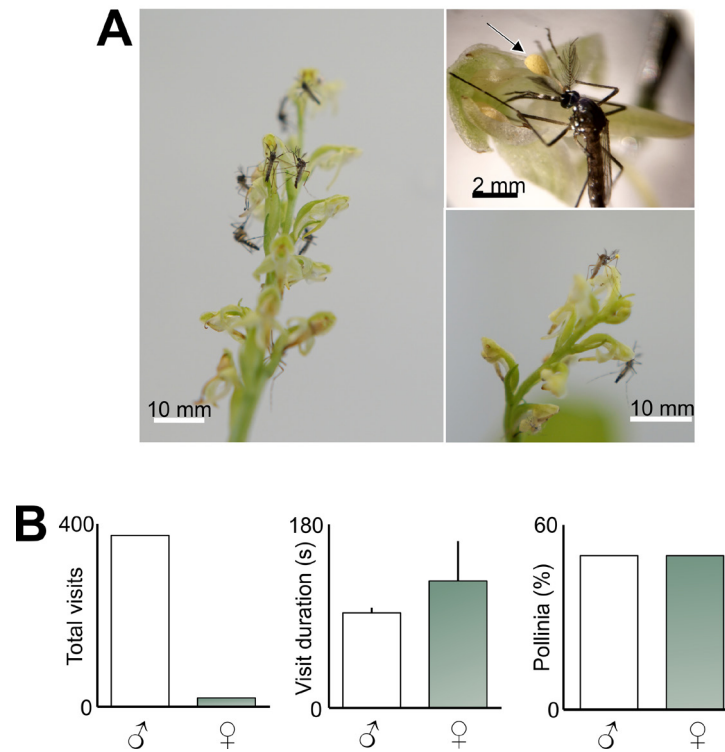 A
2 mm
10 mm
10 mm
B
400
Total visits
0
♂
♀
180
Visit duration (s)
0
♂
♀
60
Pollinia (%)
0
♂
♀